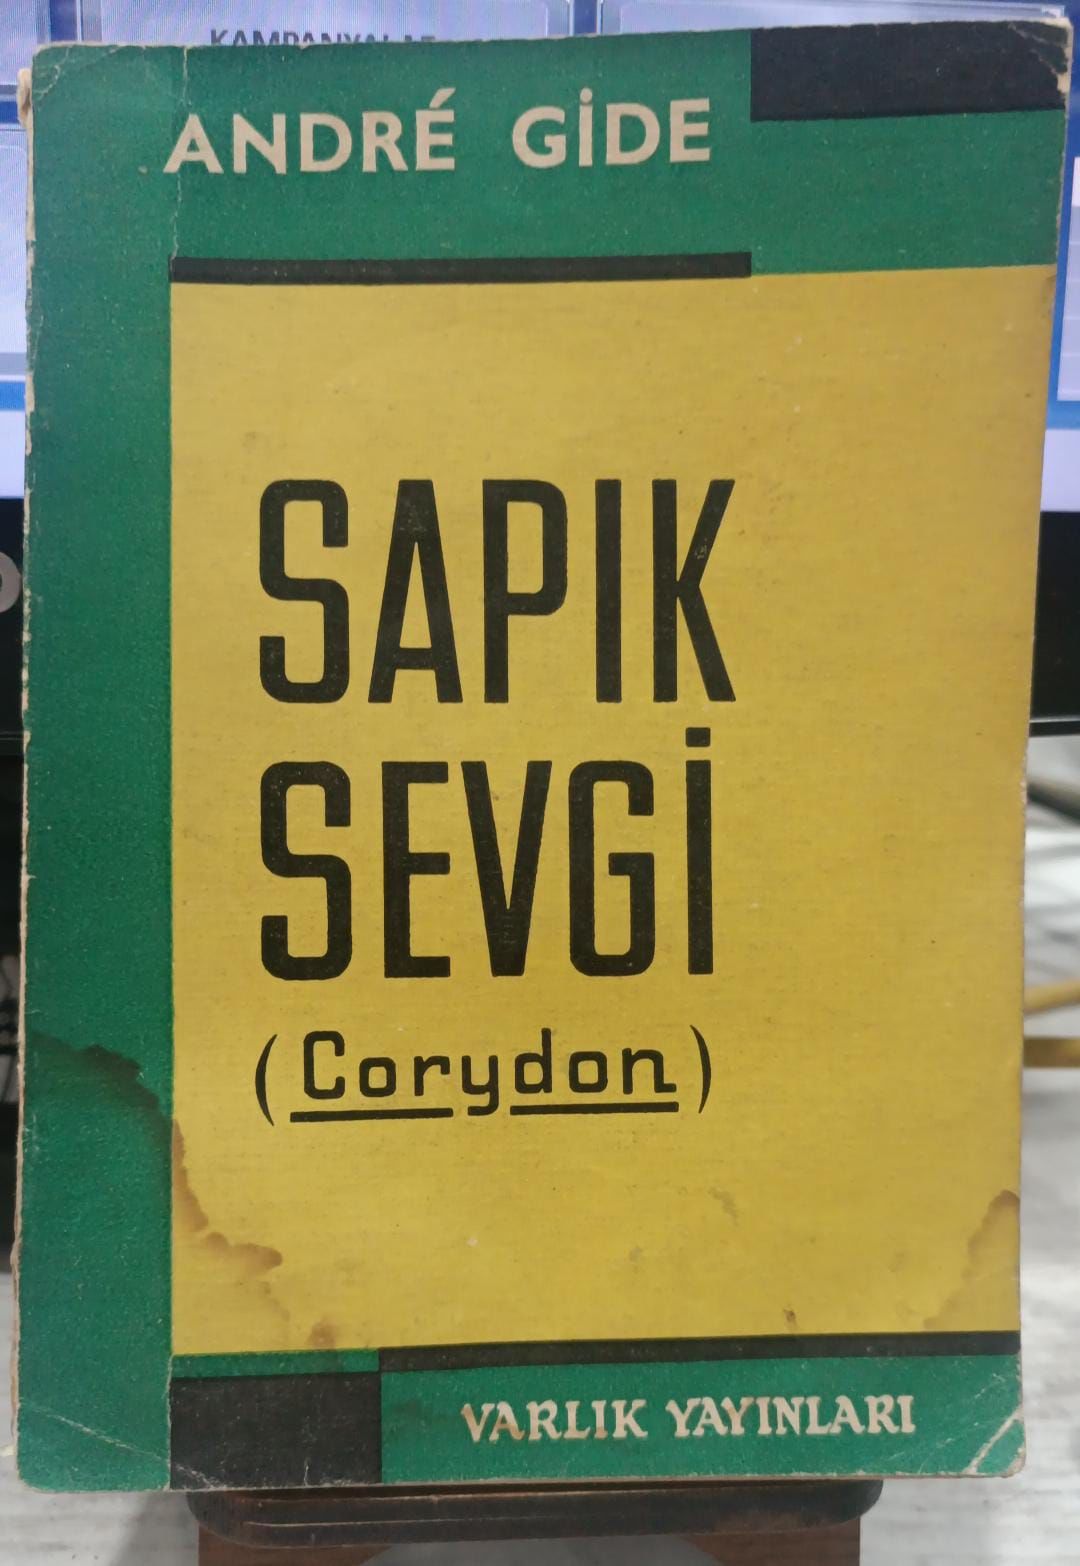 ANDRÉ GİDE
SAPIK
SEVGİ
(Corydon)
VARLIK YAYINLARI